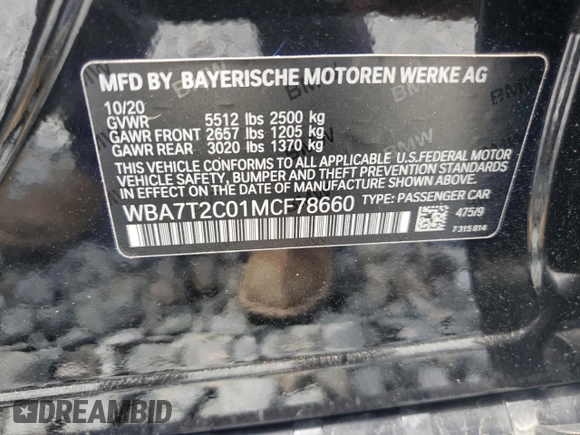 MFD BY BAYERISCHE MOTOREN WERKE AG
10/20
GVWR 5512 lbs 2500 kg
GAWR FRONT 2657 lbs 1205 kg
GAWR REAR 3020 lbs 1370 kg
THIS VEHICLE CONFORMS TO ALL APPLICABLE U.S.FEDERAL MOTOR
VEHICLE SAFETY, BUMPER AND THEFT PREVENTION STANDARDS
IN EFFECT ON THE DATE OF MANUFACTURE SHOWN ABOVE.
WBA7T2C01MCF78660 TYPE: PASSENGER CAR
475/9
7315814
DREAMBID